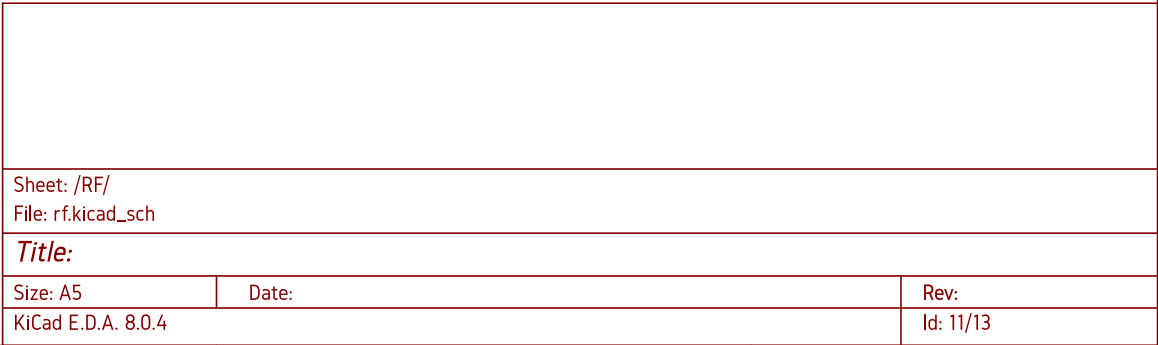 Sheet: /RF/
File: rf.kicad_sch
Title:
Size: A5 Date: Rev:
KiCad E.D.A. 8.0.4 Id: 11/13